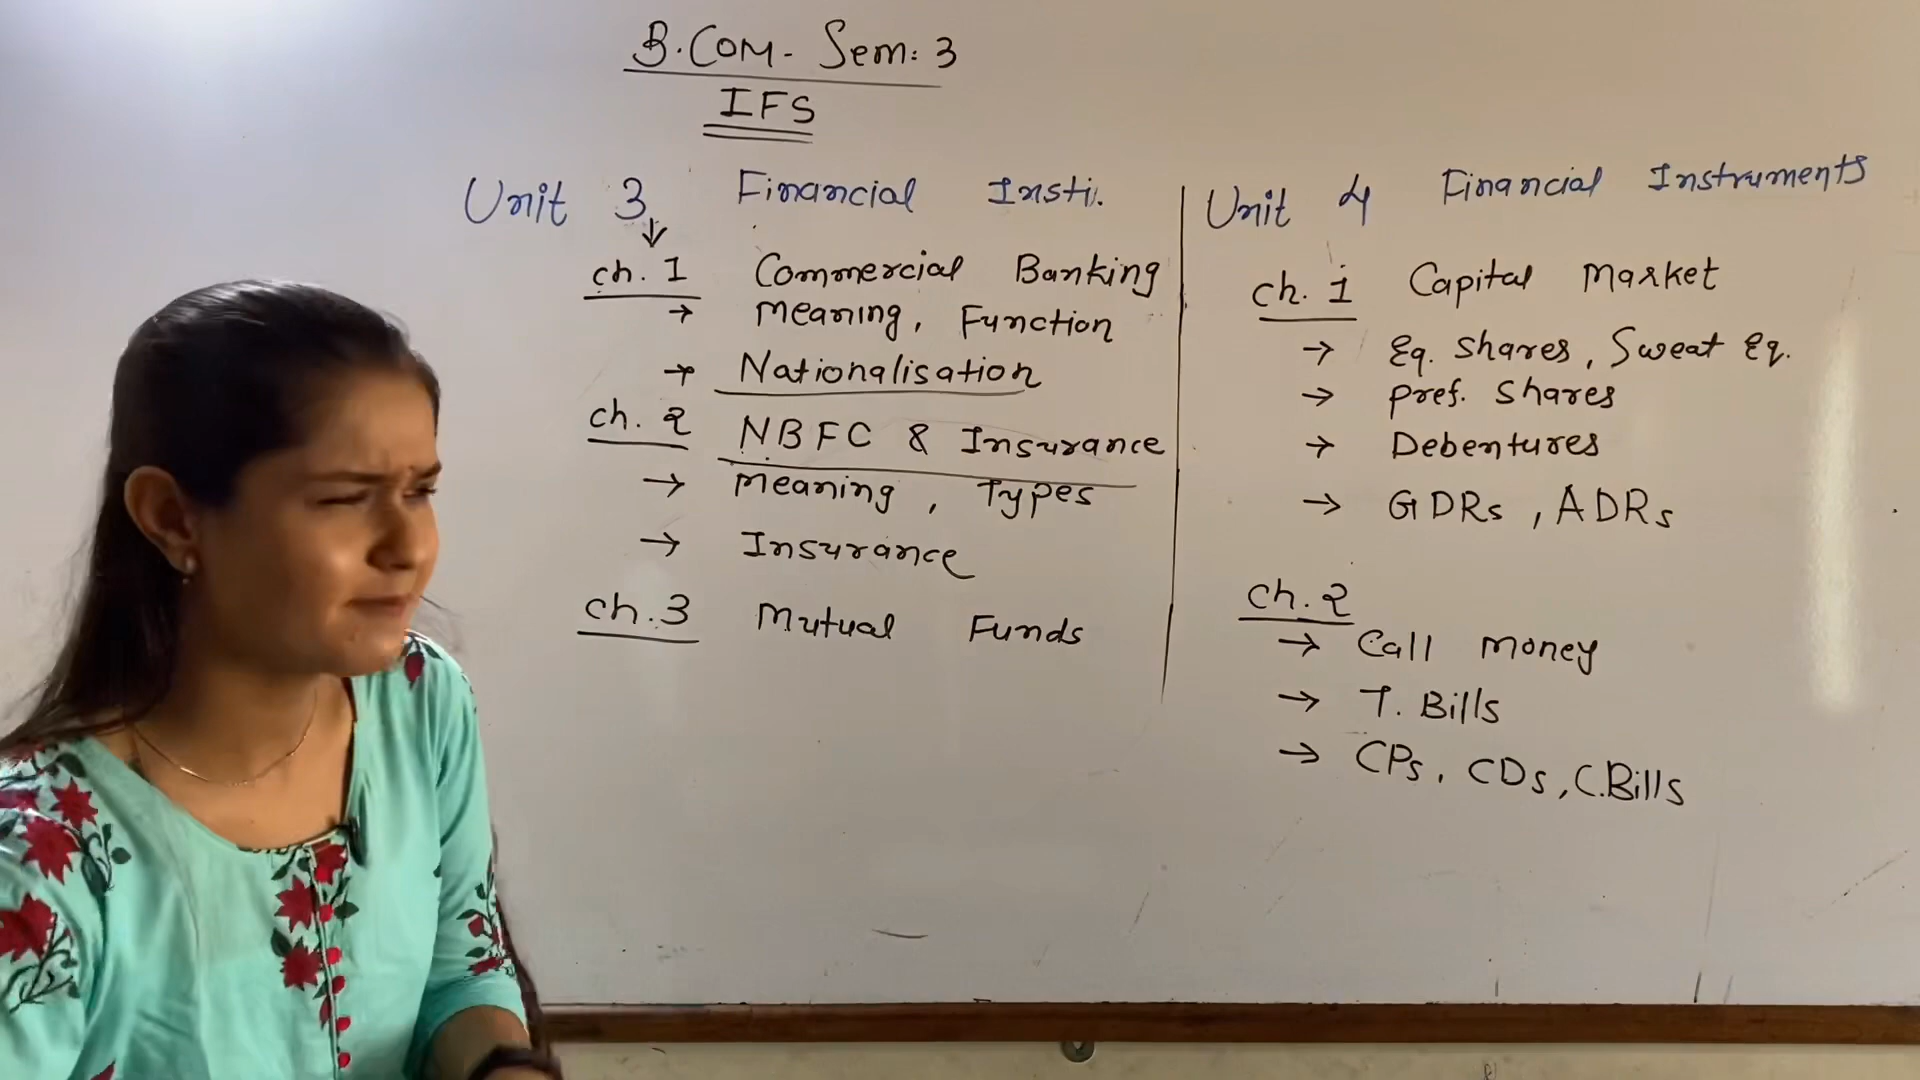 B.COM- Sem: 3
IFS
Unit 3 Financial Insti.
ch. 1 Commercial Banking
→ Meaning, Function
→ Nationalisation
ch. 2 NBFC & Insurance
→ Meaning, Types
→ Insurance
ch. 3 Mutual Funds
Unit 4 Financial Instruments
ch. 1 Capital Market
→ Eq. Shares, Sweat Eq.
→ Pref. Shares
→ Debentures
→ GDRs, ADRs
ch. 2
→ Call Money
→ T. Bills
→ CPs, CDs, C.Bills